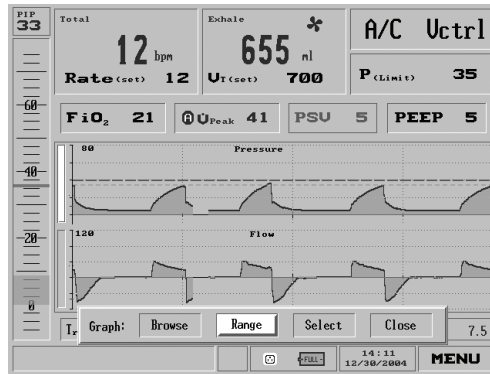 PIP
33
Total
12 bpm
Rate (set) 12
Exhale
655 ml
VT (set) 700
A/C Vctrl
P (Limit) 35
FiO2 21
A V̇Peak 41
PSV 5
PEEP 5
60
40
20
0
80
Pressure
120
Flow
Graph:
Browse
Range
Select
Close
7.5
FULL
14:11
12/30/2004
MENU